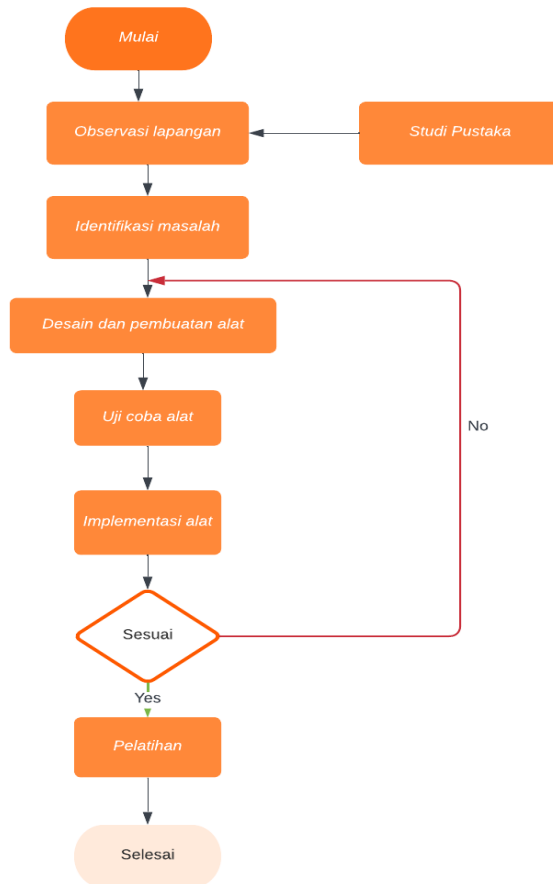 Mulai
Observasi lapangan
Studi Pustaka
Identifikasi masalah
Desain dan pembuatan alat
Uji coba alat
No
Implementasi alat
Sesuai
Yes
Pelatihan
Selesai